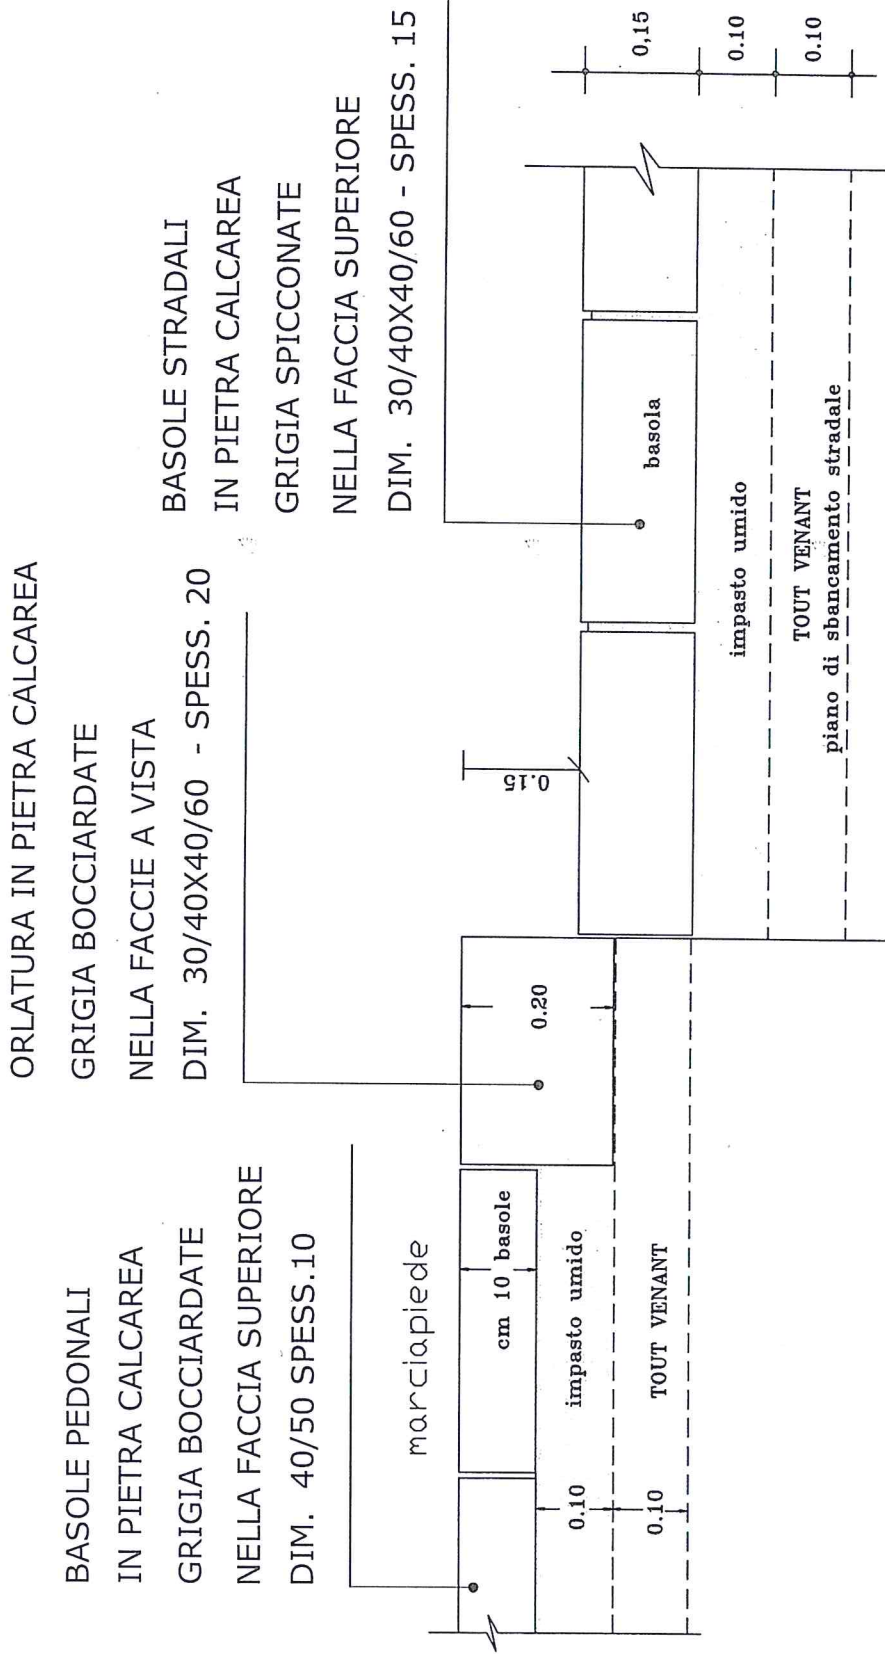 ORLATURA IN PIETRA CALCAREA
GRIGIA BOCCIARDATE
NELLA FACCIE A VISTA
DIM. 30/40X40/60 - SPESS. 20
BASOLE PEDONALI
IN PIETRA CALCAREA
GRIGIA BOCCIARDATE
NELLA FACCIA SUPERIORE
DIM. 40/50 SPESS.10
BASOLE STRADALI
IN PIETRA CALCAREA
GRIGIA SPICCONATE
NELLA FACCIA SUPERIORE
DIM. 30/40X40/60 - SPESS. 15
marciapiede
cm 10 basole
impasto umido
TOUT VENANT
0.10
0.10
0.20
0.15
basola
impasto umido
TOUT VENANT
piano di sbancamento stradale
0,15
0.10
0.10